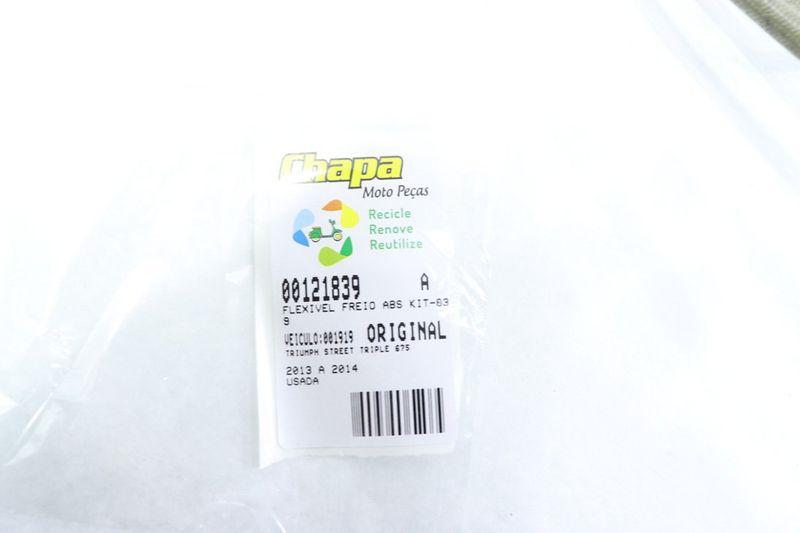 Chapa
Moto Peças
Recicle
Renove
Reutilize
00121839 A
FLEXIVEL FREIO ABS KIT-83
9
VEICULO:001919 ORIGINAL
TRIUMPH STREET TRIPLE 675
2013 A 2014
USADA